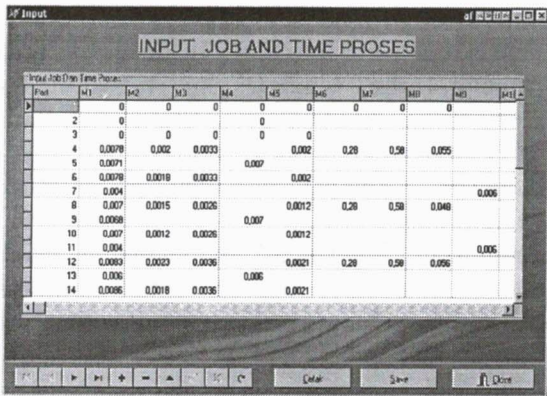 Input
INPUT JOB AND TIME PROSES
Input Job Dan Time Proses
Part M1 M2 M3 M4 M5 M6 M7 M8 M9 M1
0 0 0 0 0 0 0 0
2 0 0
3 0 0 0 0 0
4 0,0078 0,002 0,0033 0,002 0,28 0,58 0,055
5 0,0071 0,007
6 0,0078 0,0018 0,0033 0,002
7 0,004 0,006
8 0,007 0,0015 0,0026 0,0012 0,28 0,58 0,048
9 0,0068 0,007
10 0,007 0,0012 0,0026 0,0012
11 0,004 0,006
12 0,0083 0,0023 0,0036 0,0021 0,28 0,58 0,056
13 0,006 0,006
14 0,0086 0,0018 0,0036 0,0021
Cetak Save Close